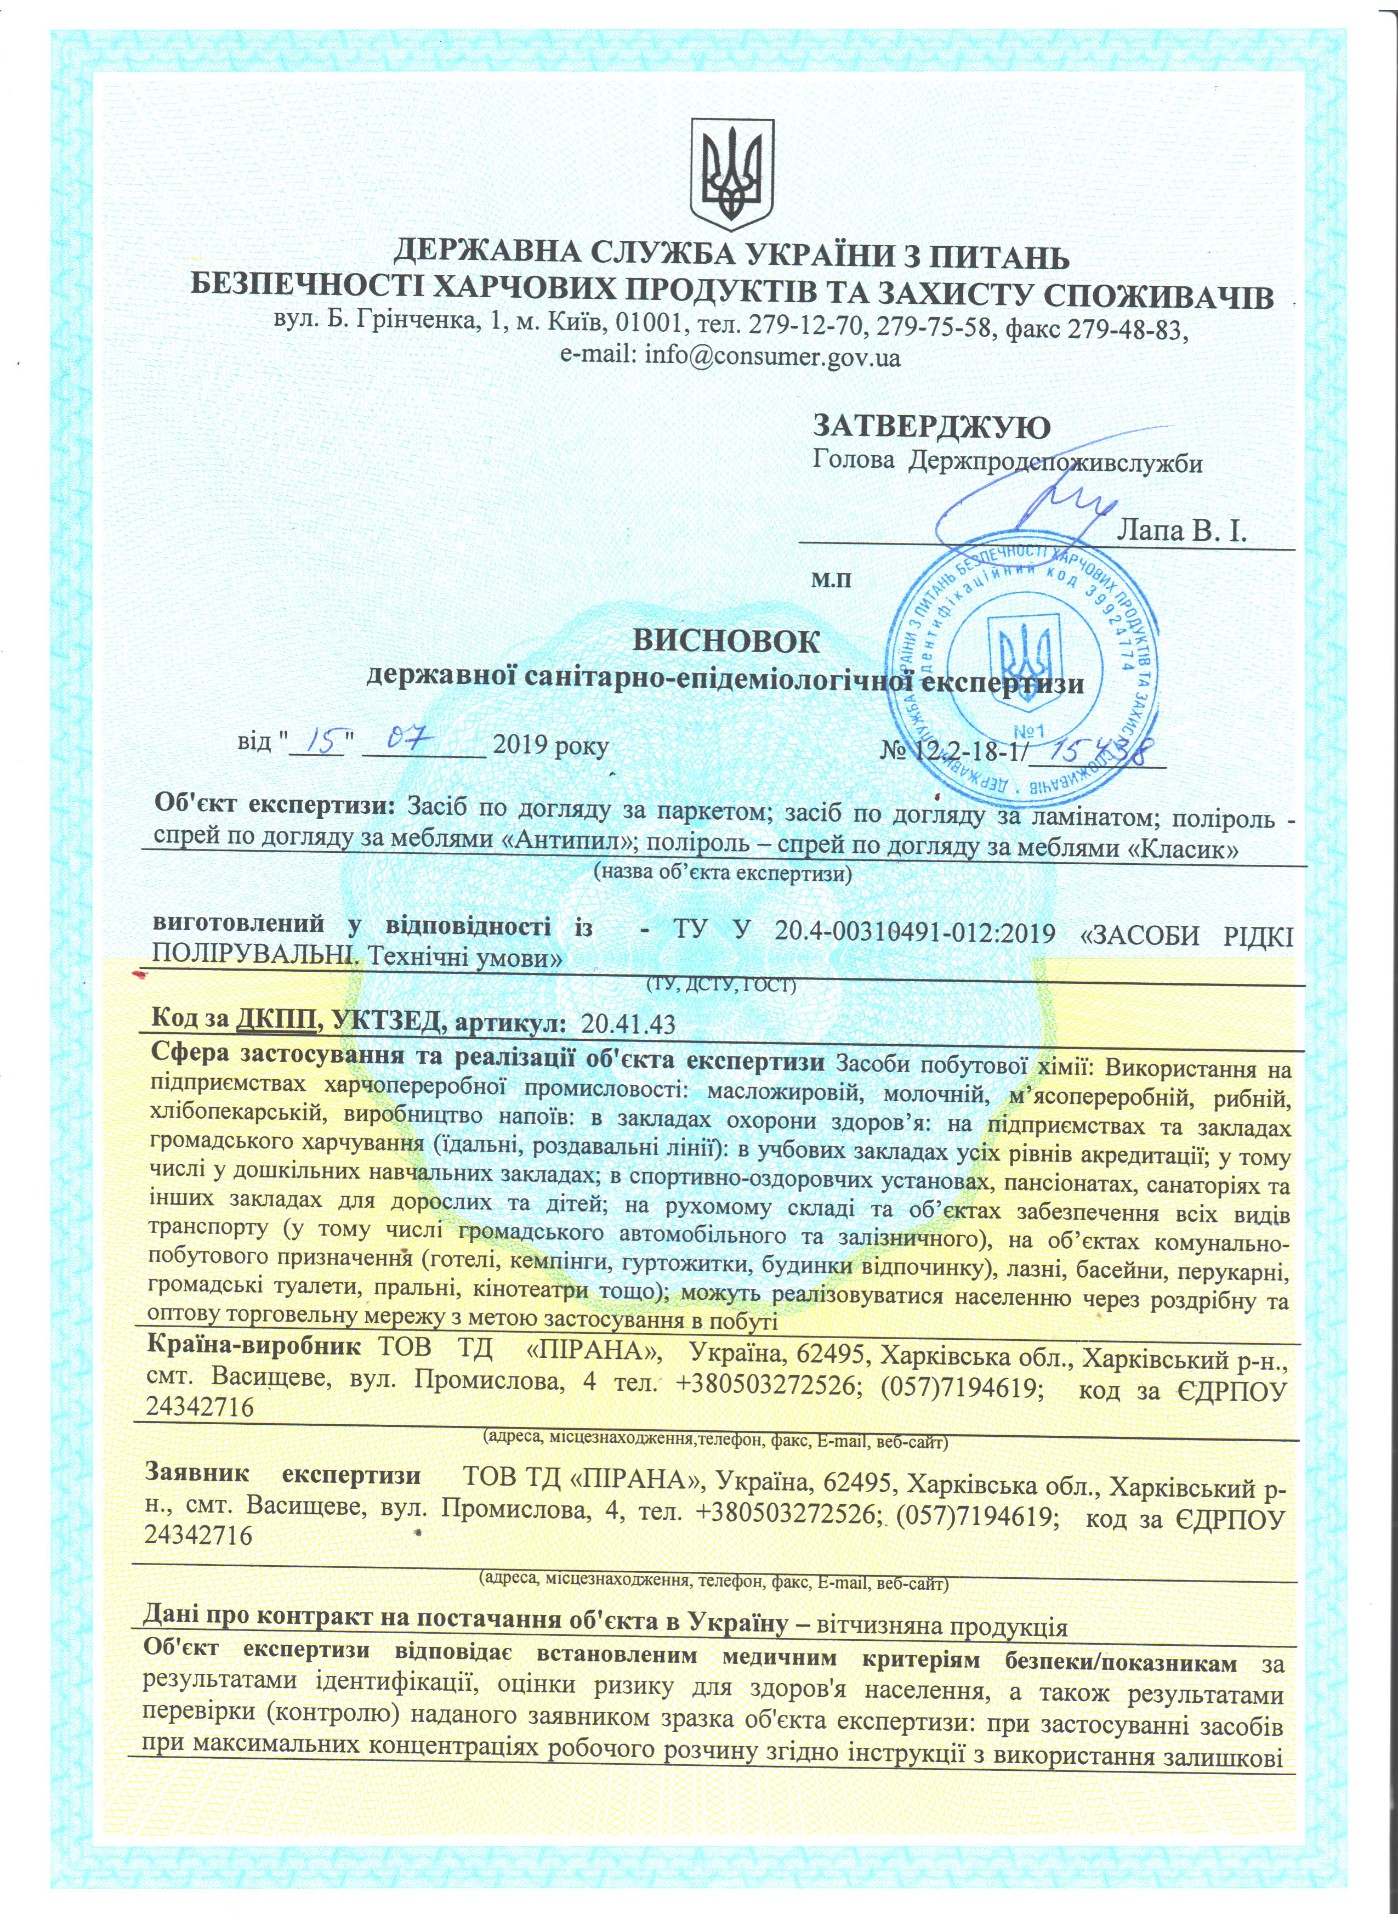 ДЕРЖАВНА СЛУЖБА УКРАЇНИ З ПИТАНЬ
БЕЗПЕЧНОСТІ ХАРЧОВИХ ПРОДУКТІВ ТА ЗАХИСТУ СПОЖИВАЧІВ
вул. Б. Грінченка, 1, м. Київ, 01001, тел. 279-12-70, 279-75-58, факс 279-48-83,
e-mail: info@consumer.gov.ua
ЗАТВЕРДЖУЮ
Голова Держпродспоживслужби
Лапа В. І.
М.П
ДЕРЖАВНА СЛУЖБА УКРАЇНИ З ПИТАНЬ БЕЗПЕЧНОСТІ ХАРЧОВИХ ПРОДУКТІВ ТА ЗАХИСТУ СПОЖИВАЧІВ
Ідентифікаційний код 39924774
№1
ВИСНОВОК
державної санітарно-епідеміологічної експертизи
від "15" 07 2019 року № 12.2-18-1/15438
Об'єкт експертизи: Засіб по догляду за паркетом; засіб по догляду за ламінатом; поліроль -
спрей по догляду за меблями «Антипил»; поліроль – спрей по догляду за меблями «Класик»
(назва об’єкта експертизи)
виготовлений у відповідності із - ТУ У 20.4-00310491-012:2019 «ЗАСОБИ РІДКІ
ПОЛІРУВАЛЬНІ. Технічні умови»
(ТУ, ДСТУ, ГОСТ)
Код за ДКПП, УКТЗЕД, артикул: 20.41.43
Сфера застосування та реалізації об'єкта експертизи Засоби побутової хімії: Використання на
підприємствах харчопереробної промисловості: масложировій, молочній, м’ясопереробній, рибній,
хлібопекарській, виробництво напоїв: в закладах охорони здоров’я: на підприємствах та закладах
громадського харчування (їдальні, роздавальні лінії): в учбових закладах усіх рівнів акредитації; у тому
числі у дошкільних навчальних закладах; в спортивно-оздоровчих установах, пансіонатах, санаторіях та
інших закладах для дорослих та дітей; на рухомому складі та об’єктах забезпечення всіх видів
транспорту (у тому числі громадського автомобільного та залізничного), на об’єктах комунально-
побутового призначення (готелі, кемпінги, гуртожитки, будинки відпочинку), лазні, басейни, перукарні,
громадські туалети, пральні, кінотеатри тощо); можуть реалізовуватися населенню через роздрібну та
оптову торговельну мережу з метою застосування в побуті
Країна-виробник ТОВ ТД «ПІРАНА», Україна, 62495, Харківська обл., Харківський р-н.,
смт. Васищеве, вул. Промислова, 4 тел. +380503272526; (057)7194619; код за ЄДРПОУ
24342716
(адреса, місцезнаходження,телефон, факс, E-mail, веб-сайт)
Заявник експертизи ТОВ ТД «ПІРАНА», Україна, 62495, Харківська обл., Харківський р-
н., смт. Васищеве, вул. Промислова, 4, тел. +380503272526; (057)7194619; код за ЄДРПОУ
24342716
(адреса, місцезнаходження, телефон, факс, E-mail, веб-сайт)
Дані про контракт на постачання об'єкта в Україну – вітчизняна продукція
Об'єкт експертизи відповідає встановленим медичним критеріям безпеки/показникам за
результатами ідентифікації, оцінки ризику для здоров'я населення, а також результатами
перевірки (контролю) наданого заявником зразка об'єкта експертизи: при застосуванні засобів
при максимальних концентраціях робочого розчину згідно інструкції з використання залишкові